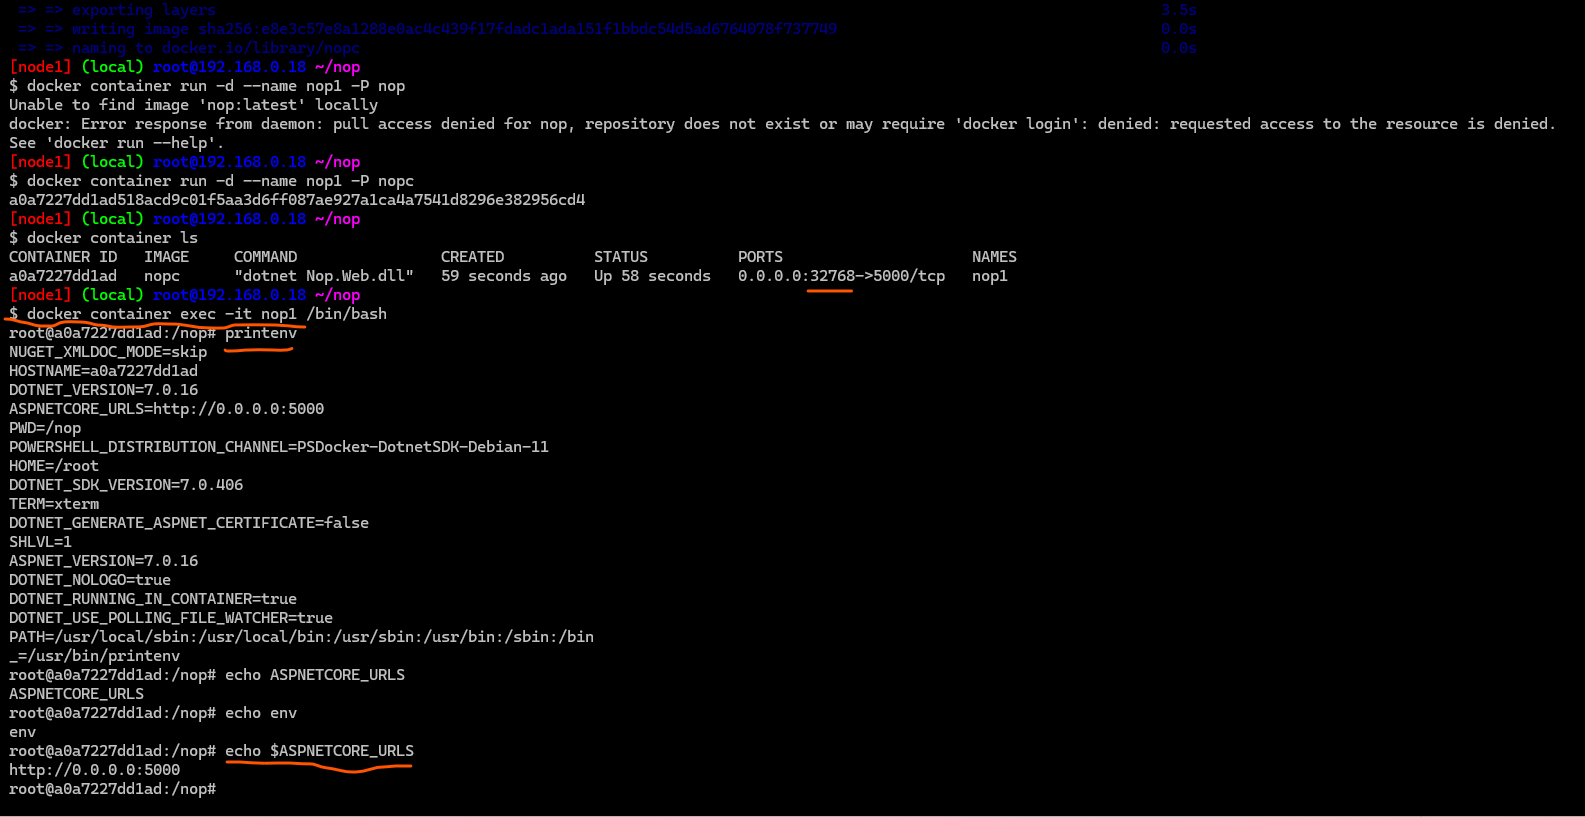 => => exporting layers 3.5s
=> => writing image 0.0s
=> => naming to docker.io/library/nopc 0.0s
[node1] (local) root@192.168.0.18 ~/nop
$ docker container run -d --name nop1 -P nop
Unable to find image 'nop:latest' locally
docker: Error response from daemon: pull access denied for nop, repository does not exist or may require 'docker login': denied: requested access to the resource is denied.
See 'docker run --help'.
[node1] (local) root@192.168.0.18 ~/nop
$ docker container run -d --name nop1 -P nopc
a0a7227dd1ad518acd9c01f5aa3d6ff087ae927a1ca4a7541d8296e382956cd4
[node1] (local) root@192.168.0.18 ~/nop
$ docker container ls
CONTAINER ID IMAGE COMMAND CREATED STATUS PORTS NAMES
a0a7227dd1ad nopc "dotnet Nop.Web.dll" 59 seconds ago Up 58 seconds 0.0.0.0:32768->5000/tcp nop1
[node1] (local) root@192.168.0.18 ~/nop
$ docker container exec -it nop1 /bin/bash
root@a0a7227dd1ad:/nop# printenv
NUGET_XMLDOC_MODE=skip
HOSTNAME=a0a7227dd1ad
DOTNET_VERSION=7.0.16
ASPNETCORE_URLS=http://0.0.0.0:5000
PWD=/nop
POWERSHELL_DISTRIBUTION_CHANNEL=PSDocker-DotnetSDK-Debian-11
HOME=/root
DOTNET_SDK_VERSION=7.0.406
TERM=xterm
DOTNET_GENERATE_ASPNET_CERTIFICATE=false
SHLVL=1
ASPNET_VERSION=7.0.16
DOTNET_NOLOGO=true
DOTNET_RUNNING_IN_CONTAINER=true
DOTNET_USE_POLLING_FILE_WATCHER=true
PATH=/usr/local/sbin:/usr/local/bin:/usr/sbin:/usr/bin:/sbin:/bin
_=/usr/bin/printenv
root@a0a7227dd1ad:/nop# echo ASPNETCORE_URLS
ASPNETCORE_URLS
root@a0a7227dd1ad:/nop# echo env
env
root@a0a7227dd1ad:/nop# echo $ASPNETCORE_URLS
http://0.0.0.0:5000
root@a0a7227dd1ad:/nop#